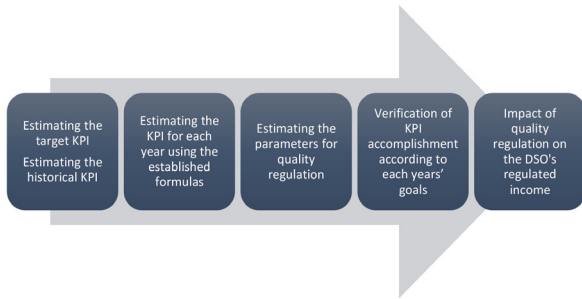 Estimating the
target KPI
Estimating the
historical KPI
Estimating the
KPI for each
year using the
established
formulas
Estimating the
parameters for
quality
regulation
Verification of
KPI
accomplishment
according to
each years'
goals
Impact of
quality
regulation on
the DSO's
regulated
income